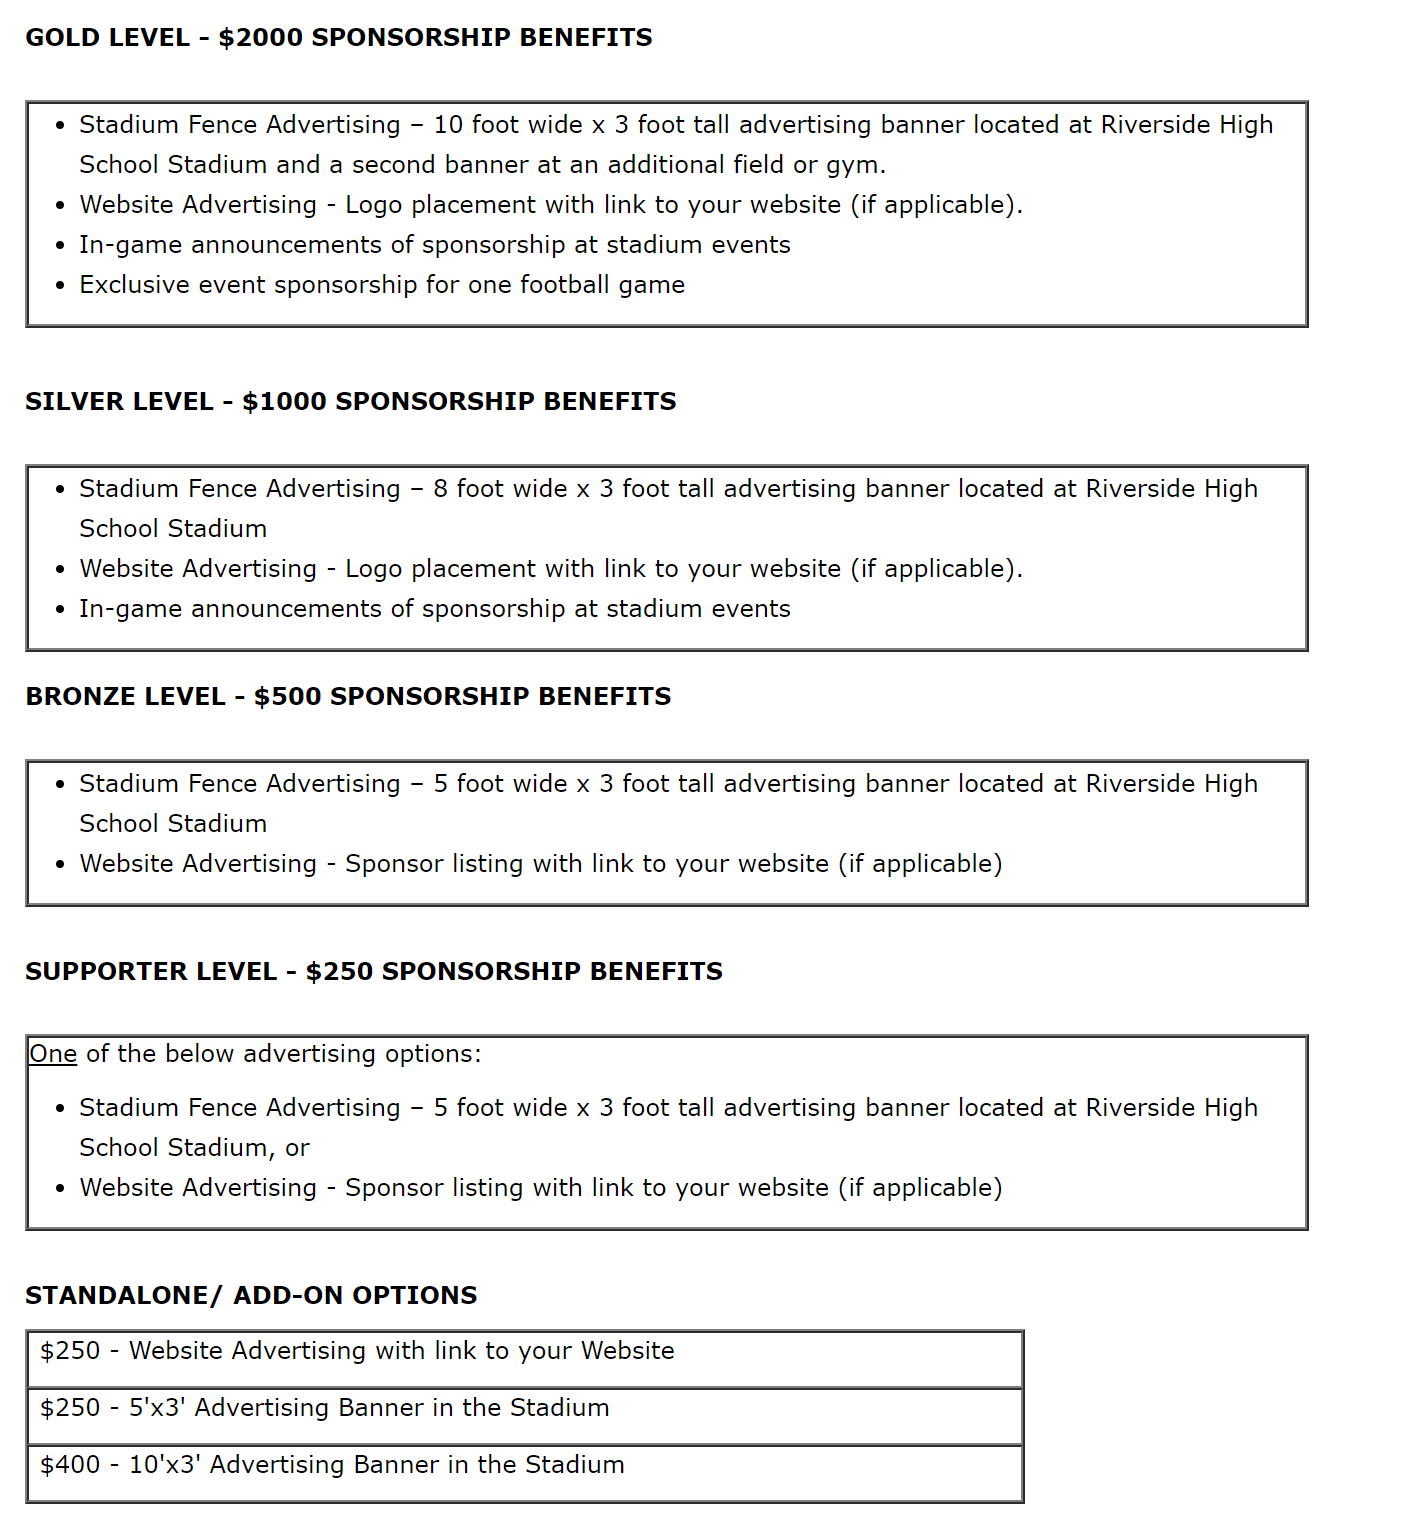 GOLD LEVEL - $2000 SPONSORSHIP BENEFITS
• Stadium Fence Advertising – 10 foot wide x 3 foot tall advertising banner located at Riverside High
School Stadium and a second banner at an additional field or gym.
• Website Advertising - Logo placement with link to your website (if applicable).
• In-game announcements of sponsorship at stadium events
• Exclusive event sponsorship for one football game
SILVER LEVEL - $1000 SPONSORSHIP BENEFITS
• Stadium Fence Advertising – 8 foot wide x 3 foot tall advertising banner located at Riverside High
School Stadium
• Website Advertising - Logo placement with link to your website (if applicable).
• In-game announcements of sponsorship at stadium events
BRONZE LEVEL - $500 SPONSORSHIP BENEFITS
• Stadium Fence Advertising – 5 foot wide x 3 foot tall advertising banner located at Riverside High
School Stadium
• Website Advertising - Sponsor listing with link to your website (if applicable)
SUPPORTER LEVEL - $250 SPONSORSHIP BENEFITS
One of the below advertising options:
• Stadium Fence Advertising – 5 foot wide x 3 foot tall advertising banner located at Riverside High
School Stadium, or
• Website Advertising - Sponsor listing with link to your website (if applicable)
STANDALONE/ ADD-ON OPTIONS
$250 - Website Advertising with link to your Website
$250 - 5'x3' Advertising Banner in the Stadium
$400 - 10'x3' Advertising Banner in the Stadium